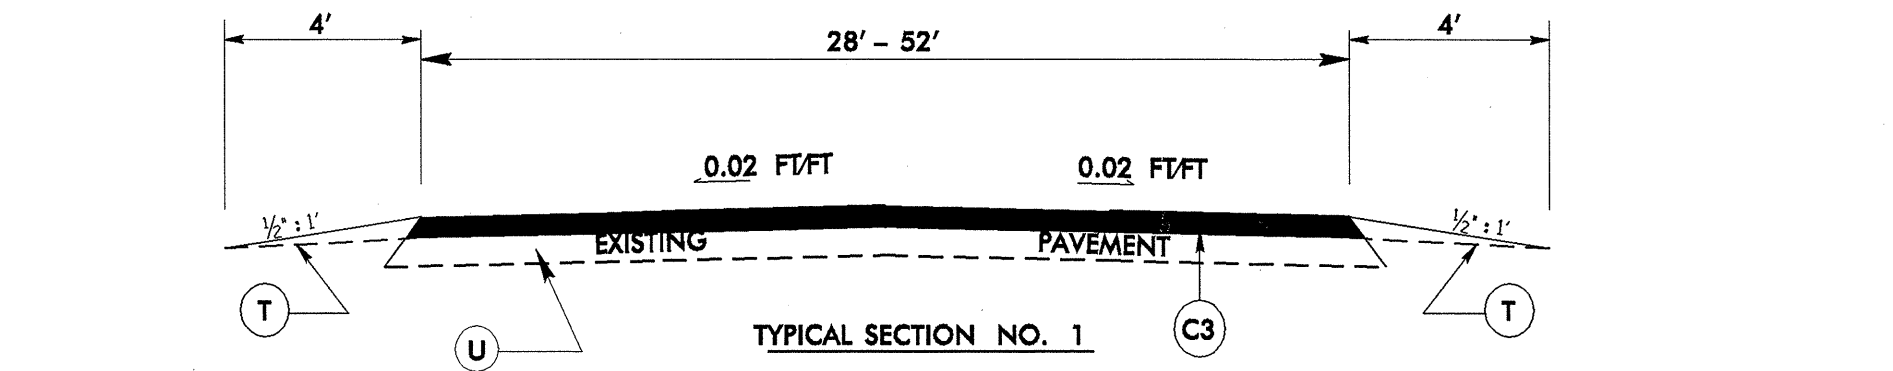 4' 28' – 52' 4'
0.02 FT/FT 0.02 FT/FT
½" : 1' ½" : 1'
EXISTING PAVEMENT
T T
U C3
TYPICAL SECTION NO. 1